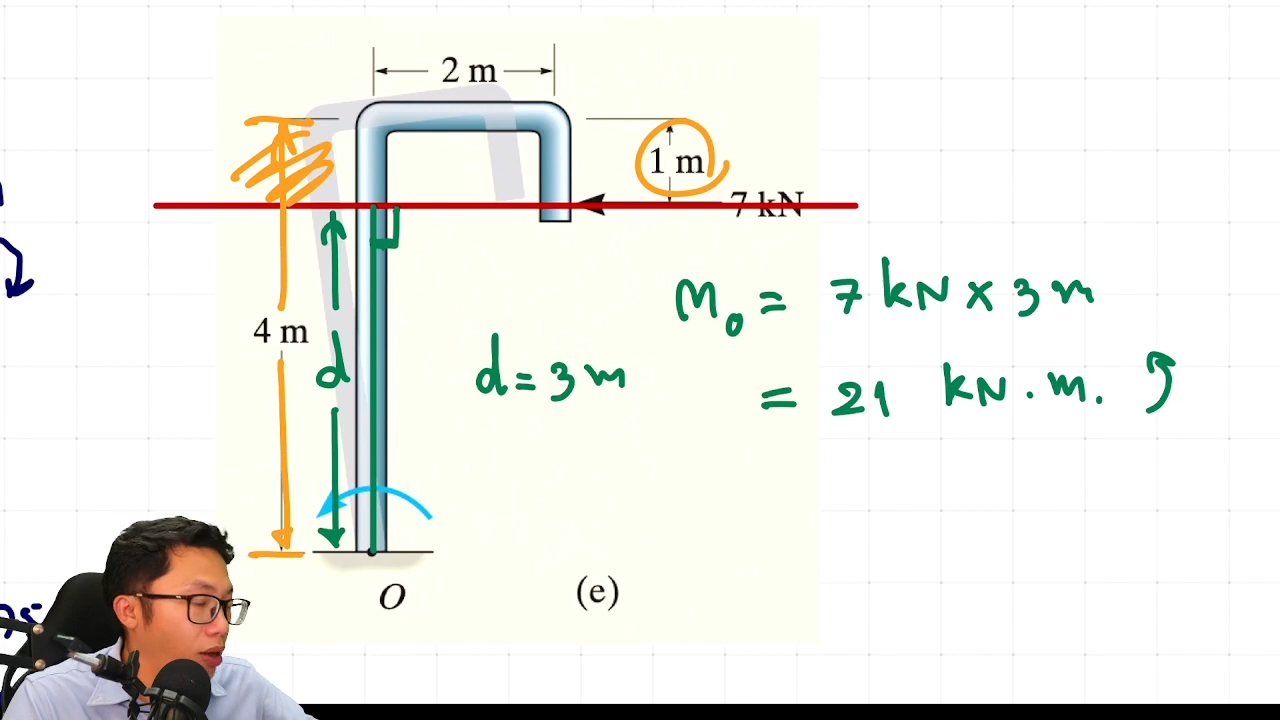 2 m
1 m
7 kN
M₀ = 7 kN × 3 m
4 m
d
d = 3 m
= 21 kN.m.
O
(e)